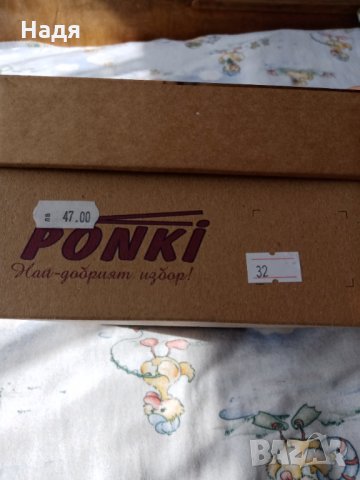 Надя
лв 47.00
PONKi
Най-добрият избор!
32
BAZAR